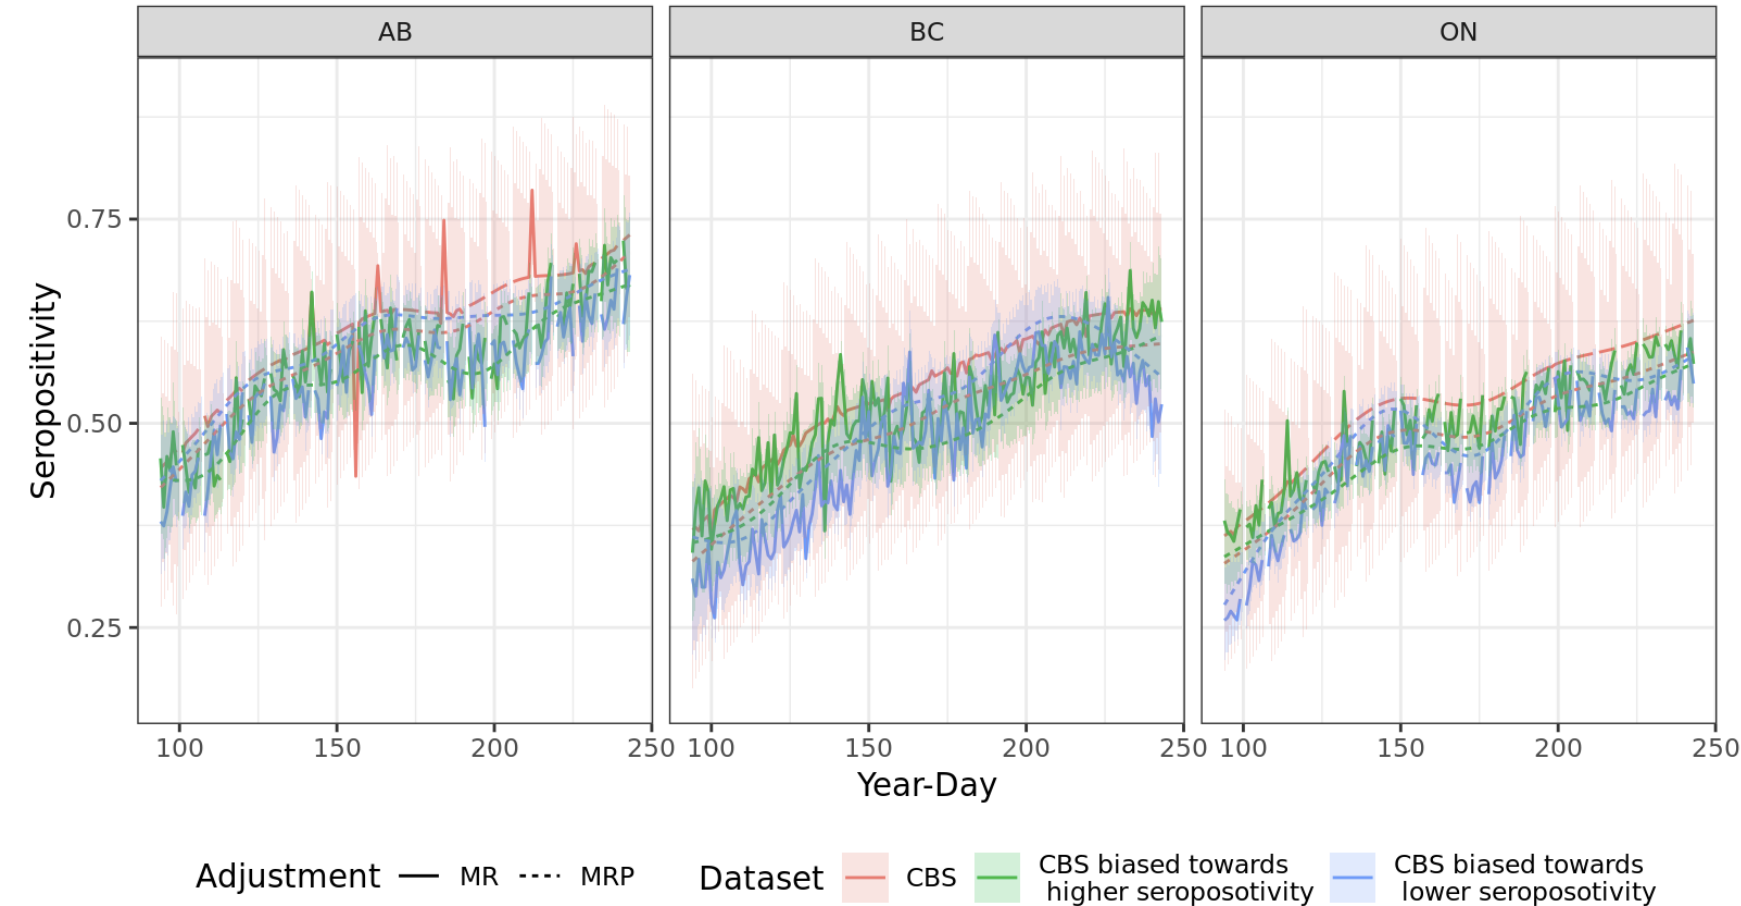 AB BC ON
0.75
0.50
0.25
Seropositivity
100 150 200 250 100 150 200 250 100 150 200 250
Year-Day
Adjustment MR MRP Dataset CBS CBS biased towards higher seroposotivity CBS biased towards lower seroposotivity